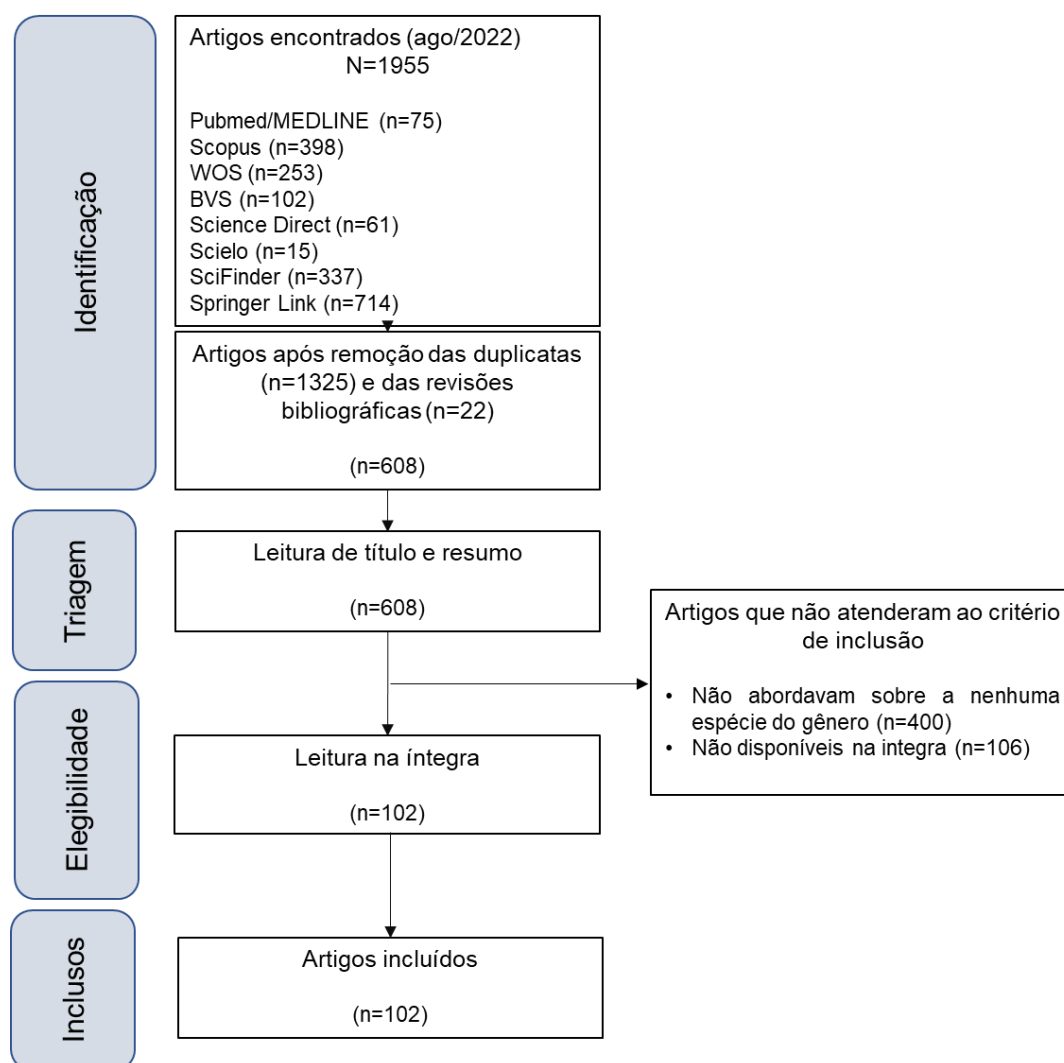 Identificação
Artigos encontrados (ago/2022)
N=1955
Pubmed/MEDLINE (n=75)
Scopus (n=398)
WOS (n=253)
BVS (n=102)
Science Direct (n=61)
Scielo (n=15)
SciFinder (n=337)
Springer Link (n=714)
Artigos após remoção das duplicatas
(n=1325) e das revisões
bibliográficas (n=22)
(n=608)
Triagem
Leitura de título e resumo
(n=608)
Artigos que não atenderam ao critério
de inclusão
• Não abordavam sobre a nenhuma
espécie do gênero (n=400)
• Não disponíveis na integra (n=106)
Elegibilidade
Leitura na íntegra
(n=102)
Inclusos
Artigos incluídos
(n=102)